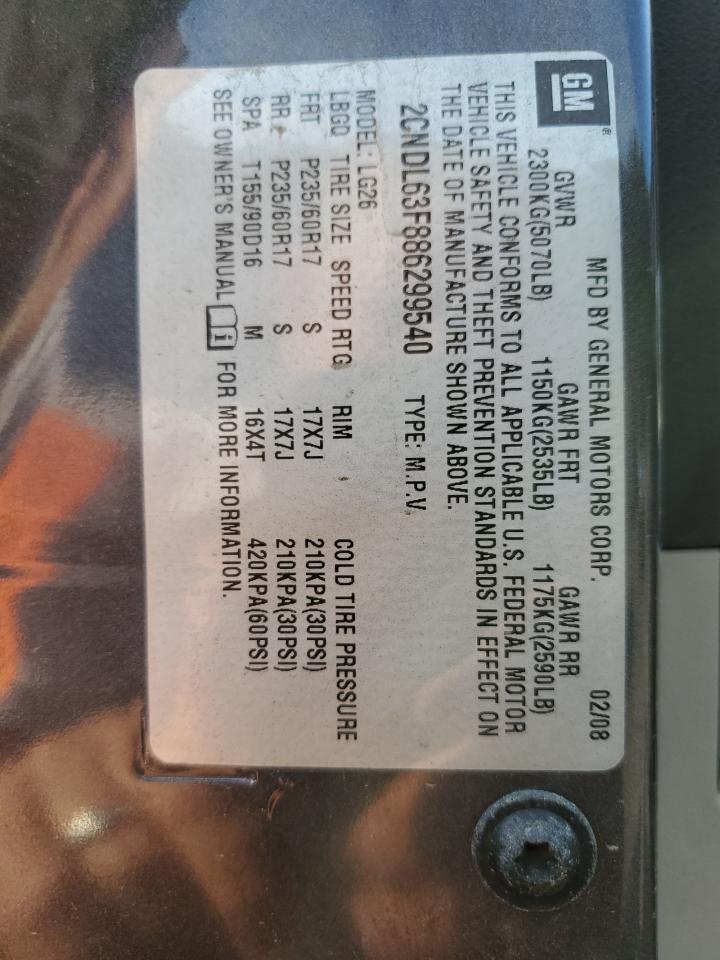 GM®
MFD BY GENERAL MOTORS CORP. 02/08
GVWR GAWR FRT GAWR RR
2300KG(5070LB) 1150KG(2535LB) 1175KG(2590LB)
THIS VEHICLE CONFORMS TO ALL APPLICABLE U.S. FEDERAL MOTOR
VEHICLE SAFETY AND THEFT PREVENTION STANDARDS IN EFFECT ON
THE DATE OF MANUFACTURE SHOWN ABOVE.
2CNDL63F886299540 TYPE: M.P.V.
MODEL: LG26
LBGQ TIRE SIZE SPEED RTG RIM COLD TIRE PRESSURE
FRT P235/60R17 S 17X7J 210KPA(30PSI)
RR P235/60R17 S 17X7J 210KPA(30PSI)
SPA T155/90D16 M 16X4T 420KPA(60PSI)
SEE OWNER'S MANUAL FOR MORE INFORMATION.